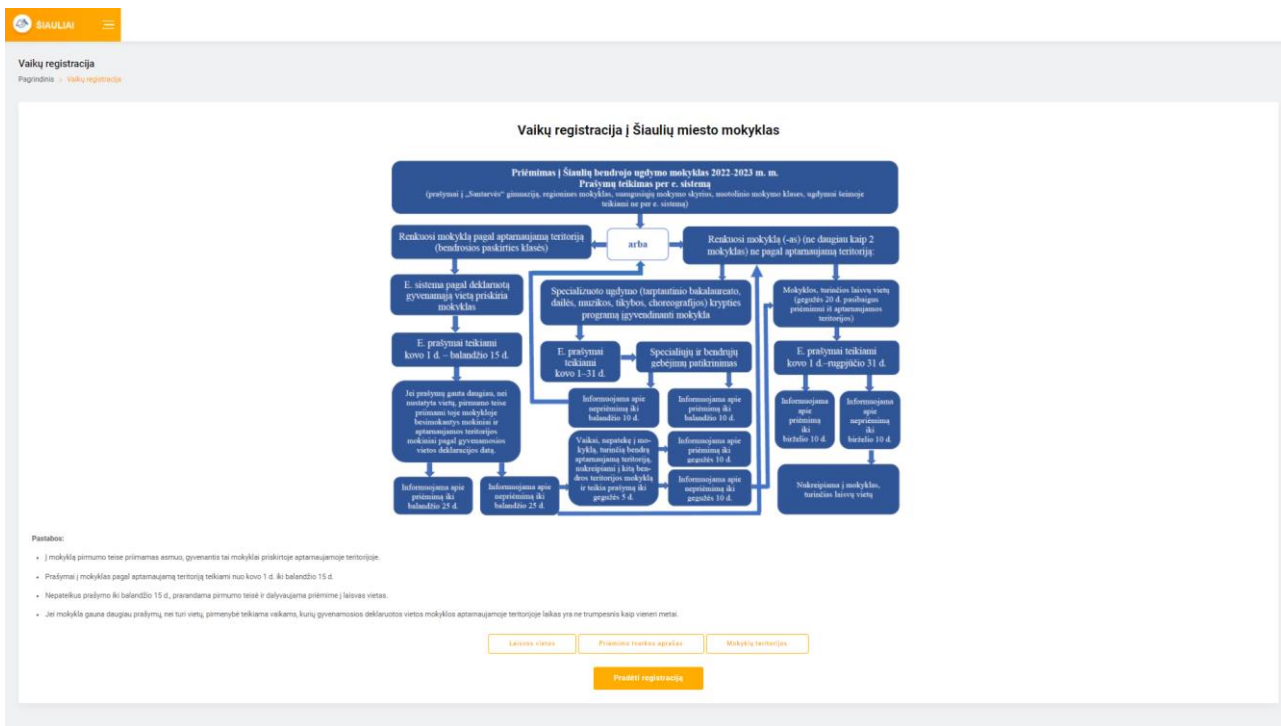 ŠIAULIAI
Vaikų registracija
Pagrindinis > Vaikų registracija
Vaikų registracija į Šiaulių miesto mokyklas
Priėmimas į Šiaulių bendrojo ugdymo mokyklas 2022-2023 m. m.
Prašymų teikimas per e. sistemą
(prašymai į „Santarvės“ gimnaziją, regionines mokyklas, suaugusiųjų mokymo skyrius, nuotolinio mokymo klases, ugdymui šeimoje
teikiami ne per e. sistemą)
Renkuosi mokyklą pagal aptarnaujamą teritoriją
(bendrosios paskirties klasės)
arba
Renkuosi mokyklą (-as) (ne daugiau kaip 2
mokyklas) ne pagal aptarnaujamą teritoriją:
E. sistema pagal deklaruotą
gyvenamąją vietą priskiria
mokyklas
Specializuoto ugdymo (tarptautinio bakalaureato,
dailės, muzikos, tikybos, choreografijos) krypties
programą įgyvendinanti mokykla
Mokyklos, turinčios laisvų vietų
(gegužės 20 d. pasibaigus
priėmimui iš aptarnaujamos
teritorijos)
E. prašymai teikiami
kovo 1 d. – balandžio 15 d.
E. prašymai
teikiami
kovo 1–31 d.
Specialiųjų ir bendrųjų
gebėjimų patikrinimas
E. prašymai teikiami
kovo 1 d.–rugpjūčio 31 d.
Jei prašymų gauta daugiau, nei
nustatyta vietų, pirmumo teise
priimami toje mokykloje
besimokantys mokiniai ir
aptarnaujamos teritorijos
mokiniai pagal gyvenamosios
vietos deklaracijos datą.
Informuojama apie
nepriėmimą iki
balandžio 10 d.
Informuojama apie
priėmimą iki
balandžio 10 d.
Informuojama
apie
priėmimą
iki
birželio 10 d.
Informuojama
apie
nepriėmimą
iki
birželio 10 d.
Vaikai, nepatekę į mo-
kyklą, turinčią bendrą
aptarnaujamą teritoriją,
nukreipiami į kitą ben-
dros teritorijos mokyklą
ir teikia prašymą iki
gegužės 5 d.
Informuojama apie
priėmimą iki
gegužės 10 d.
Informuojama apie
nepriėmimą iki
gegužės 10 d.
Informuojama apie
priėmimą iki
balandžio 25 d.
Informuojama apie
nepriėmimą iki
balandžio 25 d.
Nukreipiama į mokyklas,
turinčias laisvų vietų
Pastabos:
• Į mokyklą pirmumo teise priimamas asmuo, gyvenantis tai mokyklai priskirtoje aptarnaujamoje teritorijoje.
• Prašymai į mokyklas pagal aptarnaujamą teritoriją teikiami nuo kovo 1 d. iki balandžio 15 d.
• Nepateikus prašymo iki balandžio 15 d., prarandama pirmumo teisė ir dalyvaujama priėmime į laisvas vietas.
• Jei mokykla gauna daugiau prašymų, nei turi vietų, pirmenybė teikiama vaikams, kurių gyvenamosios deklaruotos vietos mokyklos aptarnaujamoje teritorijoje laikas yra ne trumpesnis kaip vieneri metai.
Laisvos vietos
Priėmimo tvarkos aprašas
Mokyklų teritorijos
Pradėti registraciją